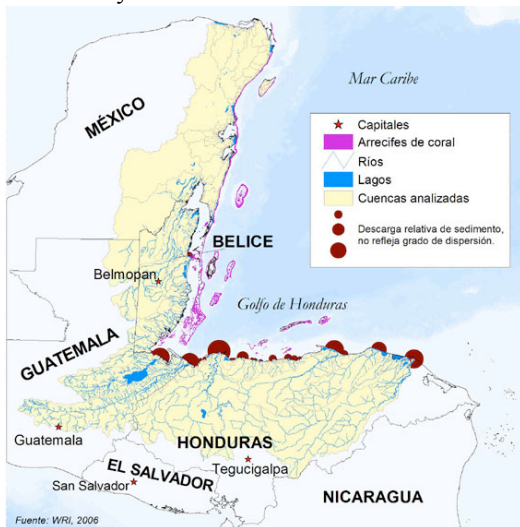 Mar Caribe
MÉXICO
Capitales
Arrecifes de coral
Ríos
Lagos
Cuencas analizadas
Descarga relativa de sedimento,
no refleja grado de dispersión.
BELICE
Belmopan
Golfo de Honduras
GUATEMALA
Guatemala
HONDURAS
Tegucigalpa
EL SALVADOR
San Salvador
NICARAGUA
Fuente: WRI, 2006